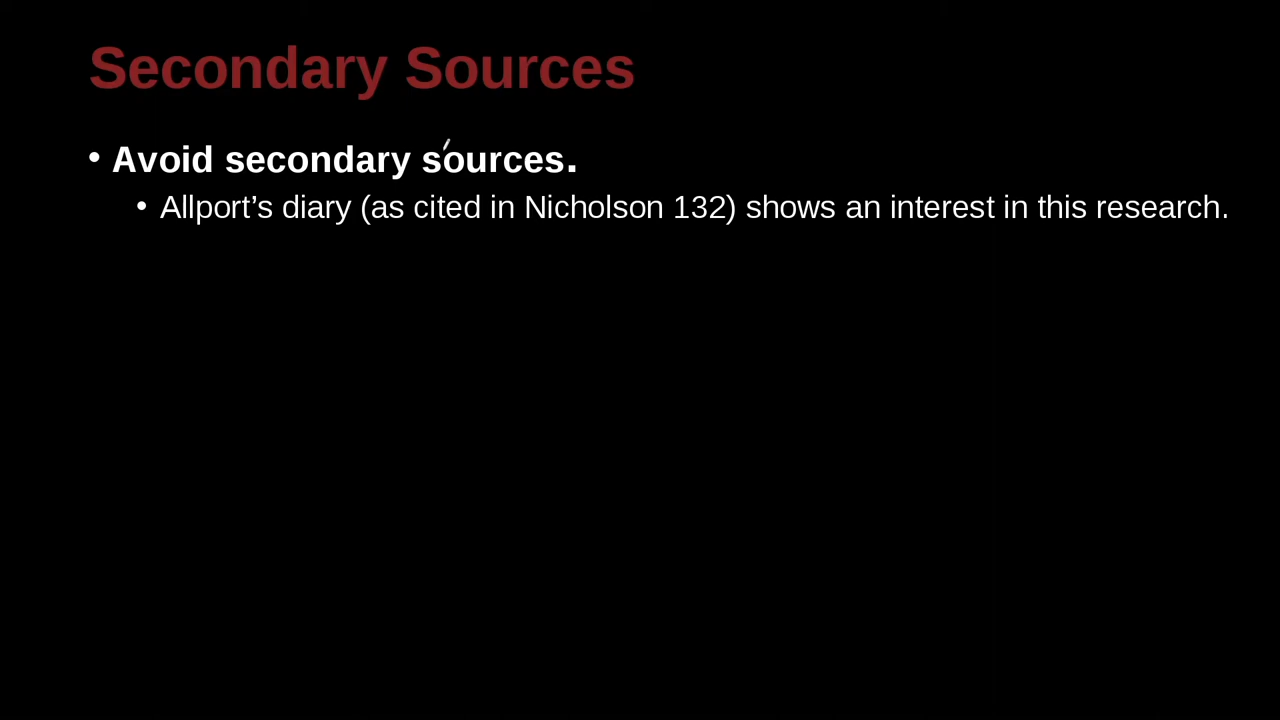 Secondary Sources
• Avoid secondary sources.
• Allport’s diary (as cited in Nicholson 132) shows an interest in this research.